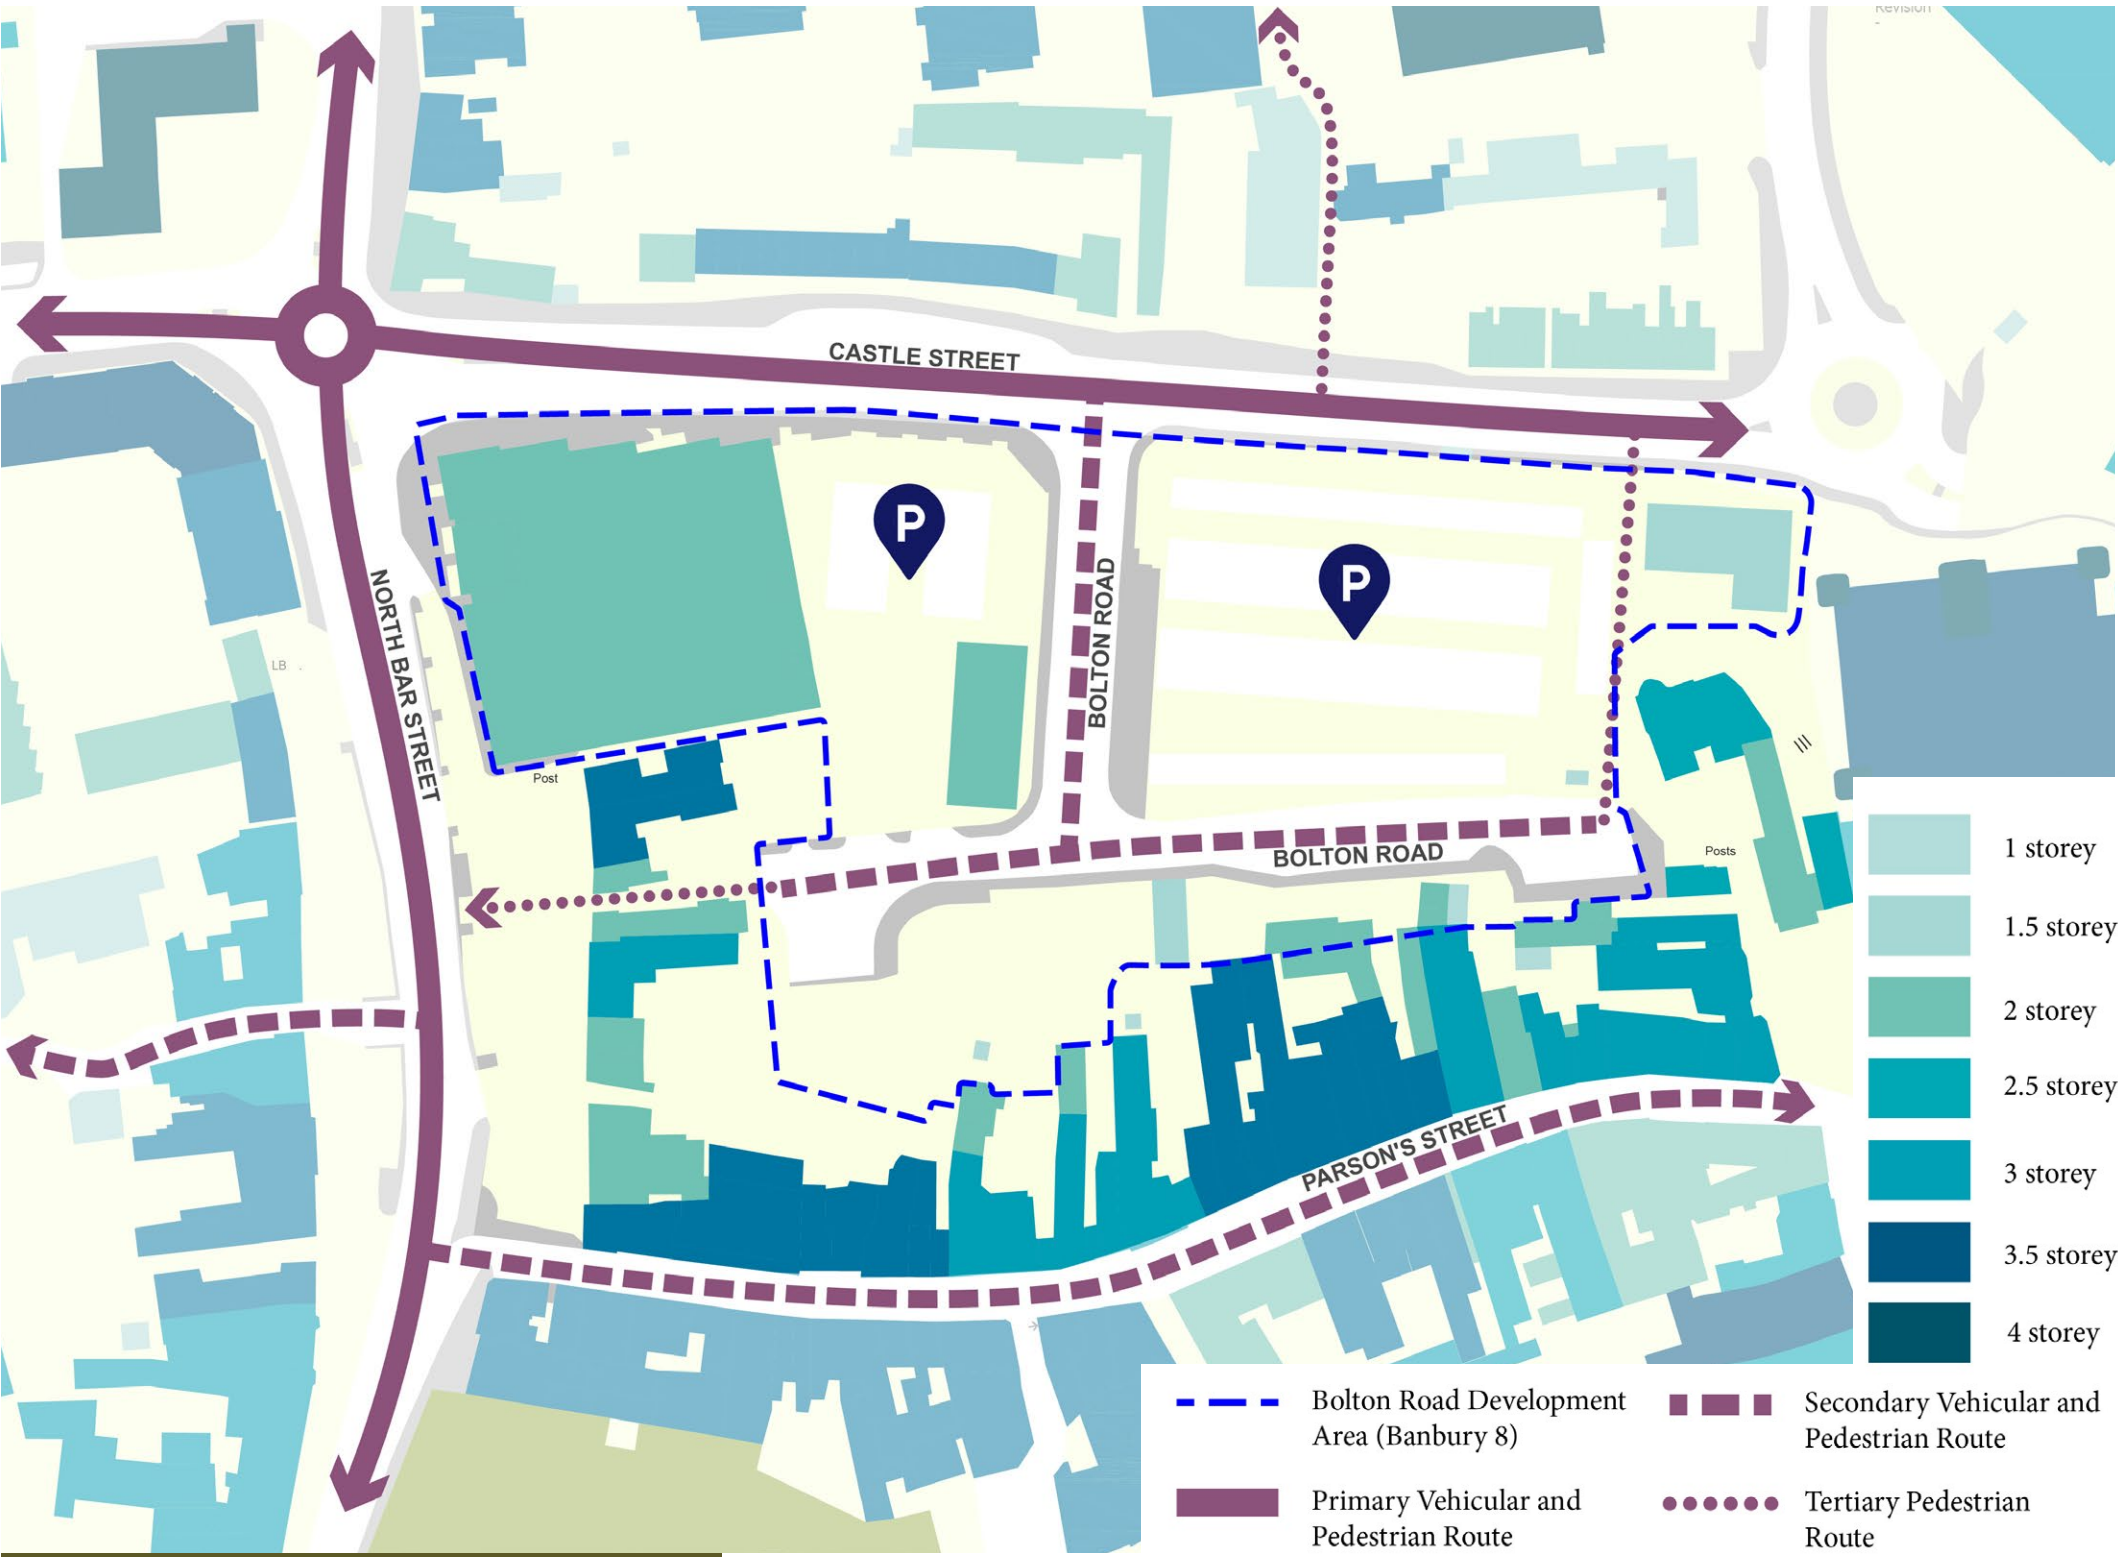 Revision
-
CASTLE STREET
P
P
BOLTON ROAD
NORTH BAR STREET
LB .
Post
BOLTON ROAD
Posts
PARSON'S STREET
1 storey
1.5 storey
2 storey
2.5 storey
3 storey
3.5 storey
4 storey
Bolton Road Development
Area (Banbury 8)
Secondary Vehicular and
Pedestrian Route
Primary Vehicular and
Pedestrian Route
Tertiary Pedestrian
Route